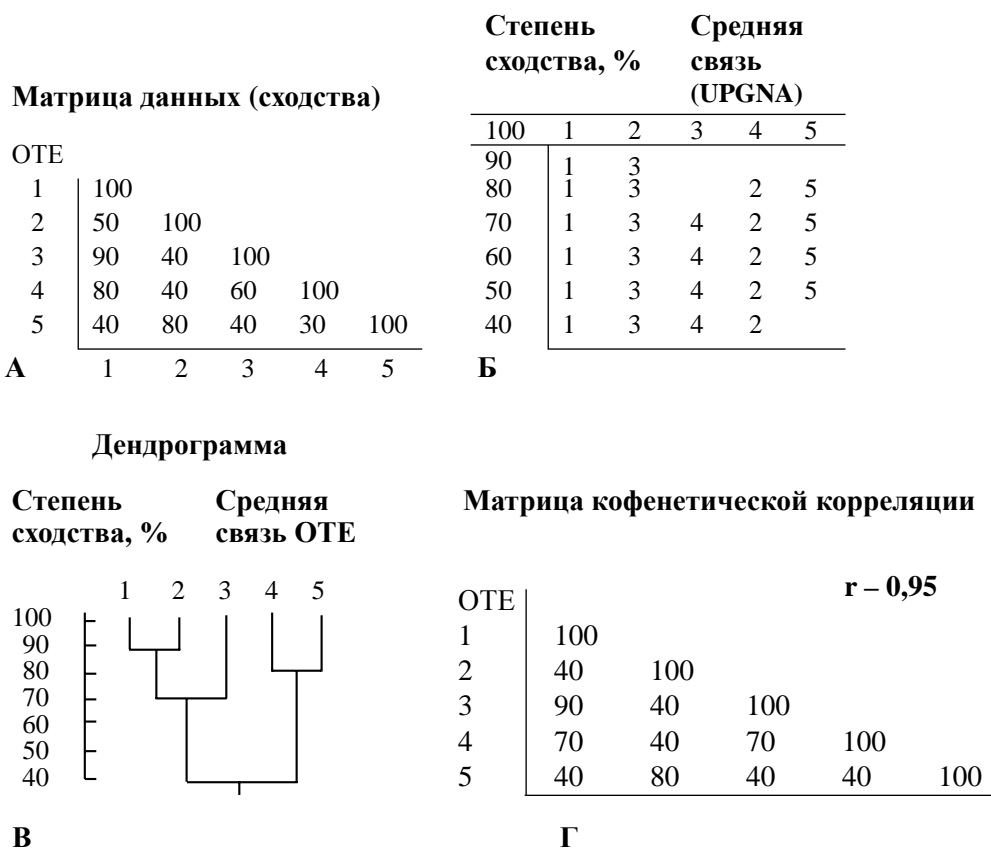 Матрица данных (сходства)
ОТЕ
1 100
2 50 100
3 90 40 100
4 80 40 60 100
5 40 80 40 30 100
1 2 3 4 5
А
Степень Средняя
сходства, % связь
(UPGNA)
100 1 2 3 4 5
90 1 3
80 1 3 2 5
70 1 3 4 2 5
60 1 3 4 2 5
50 1 3 4 2 5
40 1 3 4 2
Б
Дендрограмма
Степень Средняя
сходства, % связь ОТЕ
1 2 3 4 5
100
90
80
70
60
50
40
В
Матрица кофенетической корреляции
r – 0,95
ОТЕ
1 100
2 40 100
3 90 40 100
4 70 40 70 100
5 40 80 40 40 100
Г